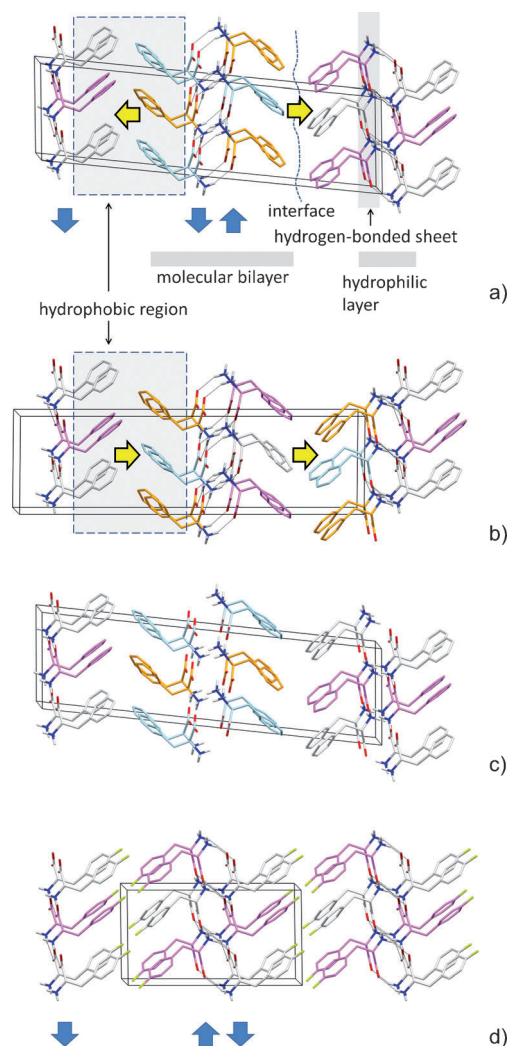 interface
hydrogen-bonded sheet
molecular bilayer
hydrophilic
layer
a)
hydrophobic region
b)
c)
d)